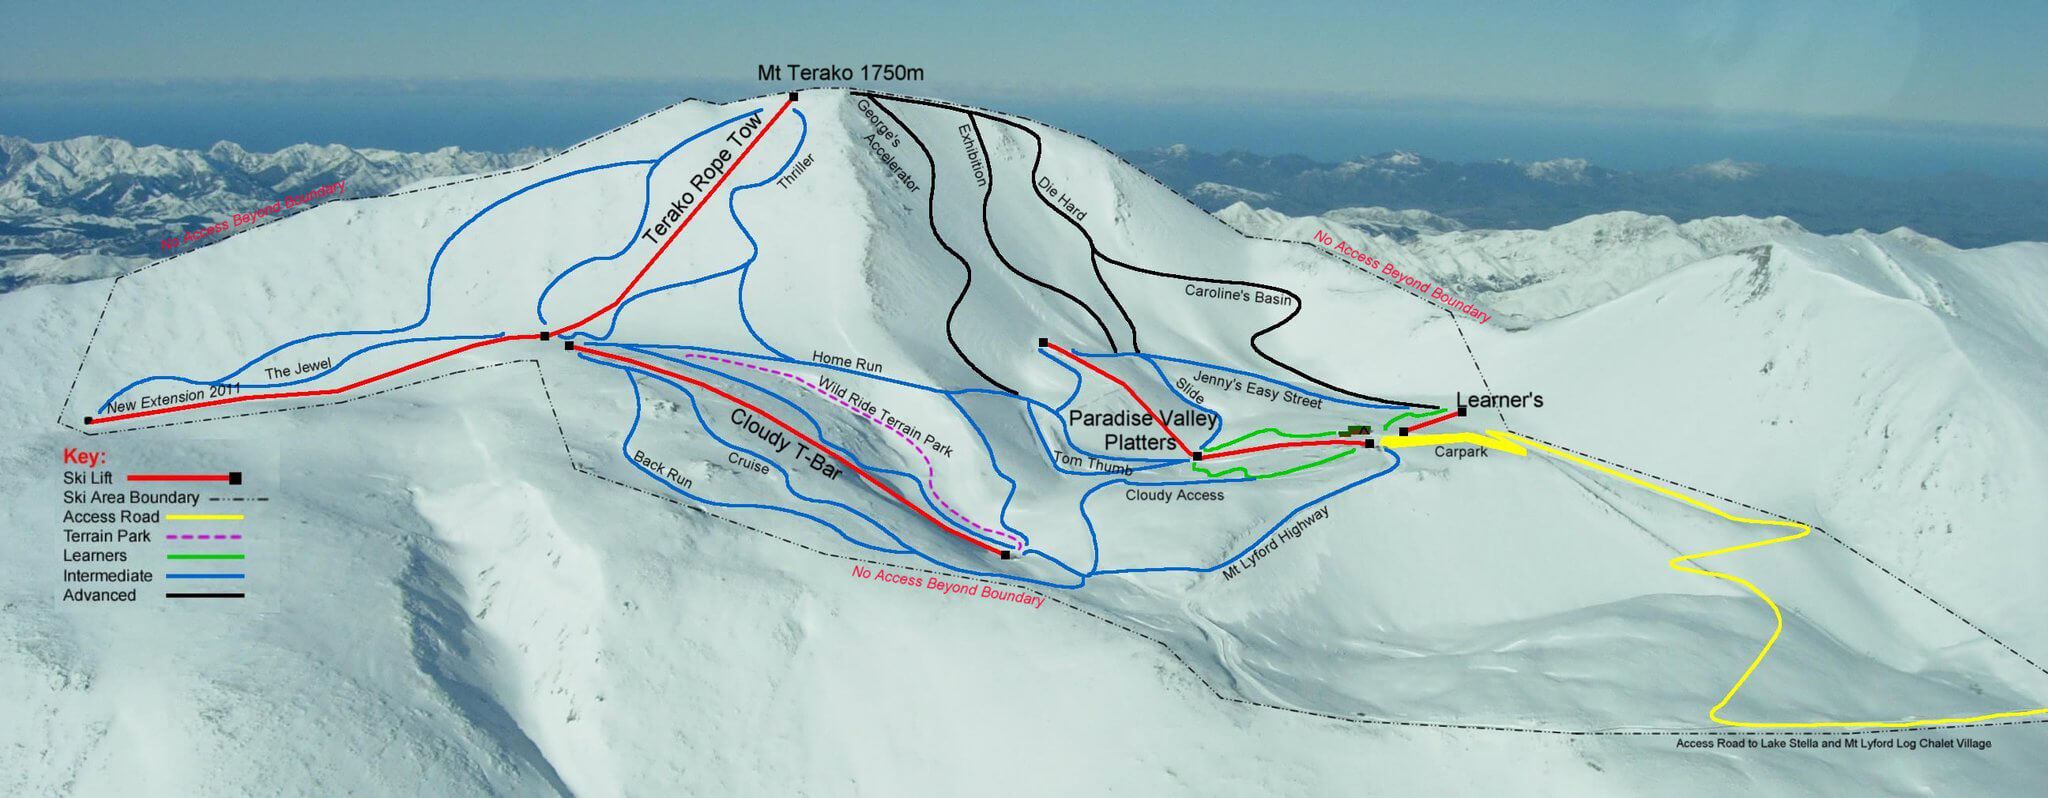 Mt Terako 1750m
No Access Beyond Boundary
Terako Rope Tow
Thriller
George's
Accelerator
Exhibition
Die Hard
No Access Beyond Boundary
Caroline's Basin
The Jewel
New Extension 2011
Home Run
Wild Ride Terrain Park
Cloudy T-Bar
Back Run
Cruise
Slide
Jenny's Easy Street
Learner's
Paradise Valley
Platters
Tom Thumb
Carpark
Cloudy Access
Mt Lyford Highway
No Access Beyond Boundary
Key:
Ski Lift
Ski Area Boundary
Access Road
Terrain Park
Learners
Intermediate
Advanced
Access Road to Lake Stella and Mt Lyford Log Chalet Village